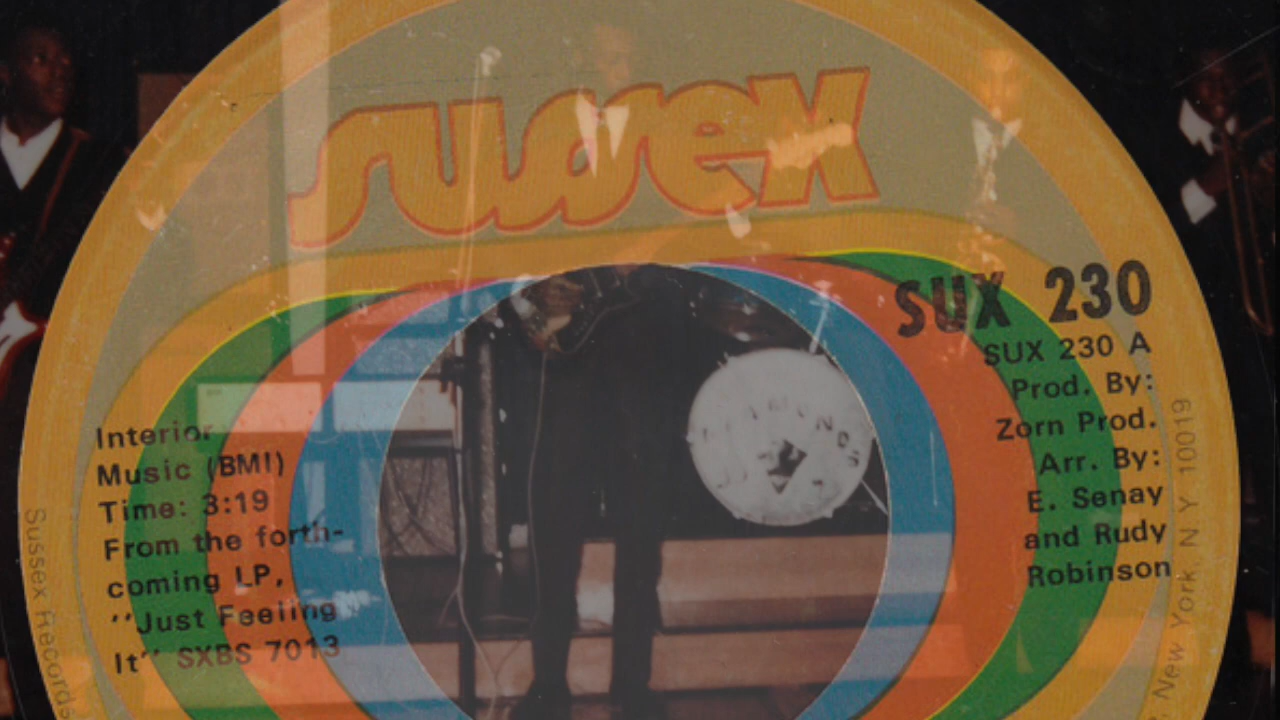 sussex
SUX 230
SUX 230 A
Prod. By:
Zorn Prod.
Arr. By:
E. Senay
and Rudy
Robinson
Interior
Music (BMI)
Time: 3:19
From the forth-
coming LP,
"Just Feeling
It" SXBS 7013
Sussex Records
New York, N Y 10019